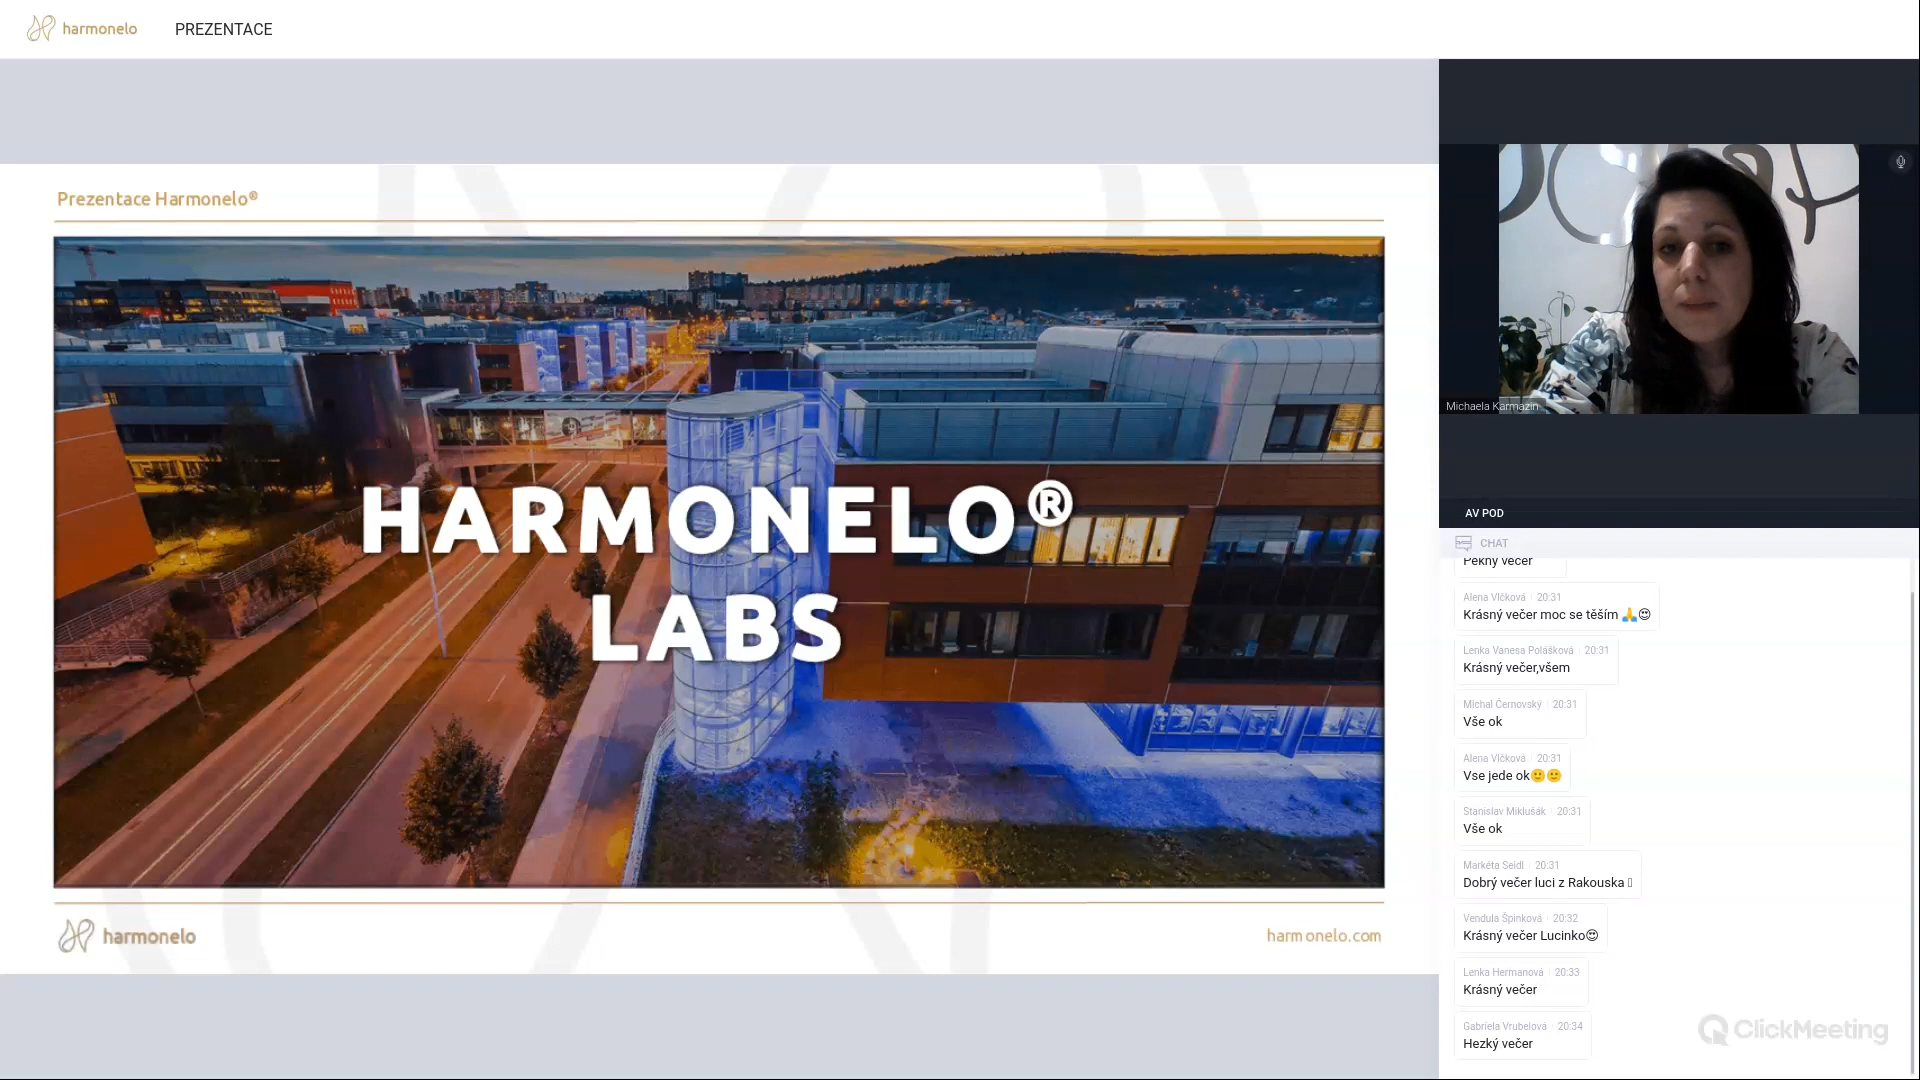 harmonelo
PREZENTACE
Prezentace Harmonelo®
HARMONELO®
LABS
harmonelo
harmonelo.com
Michaela Karmazin
AV POD
CHAT
Pěkný večer
Alena Vlčková 20:31
Krásný večer moc se těším 🙏😍
Lenka Vanesa Polášková 20:31
Krásný večer,všem
Michal Černovský 20:31
Vše ok
Alena Vlčková 20:31
Vse jede ok🙂🙂
Stanislav Miklušák 20:31
Vše ok
Markéta Seidl 20:31
Dobrý večer luci z Rakouska
Vendula Špinková 20:32
Krásný večer Lucinko😍
Lenka Hermanová 20:33
Krásný večer
Gabriela Vrubelová 20:34
Hezký večer
ClickMeeting